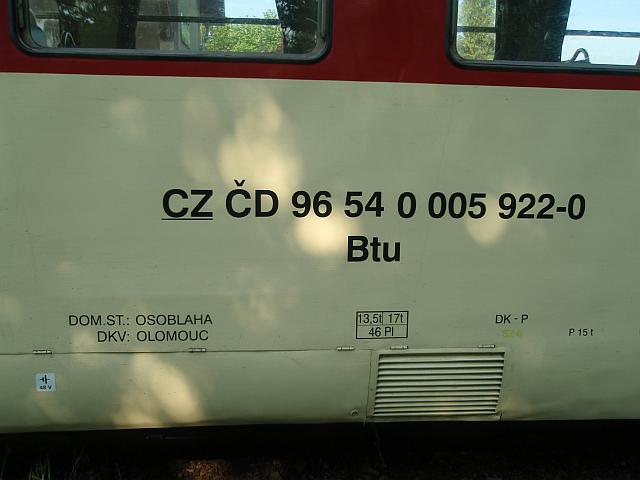 CZ ČD 96 54 0 005 922-0
Btu
DOM.ST.: OSOBLAHA
DKV: OLOMOUC
13,5t 17t
46 Pl
DK - P
P 15 t
48 V